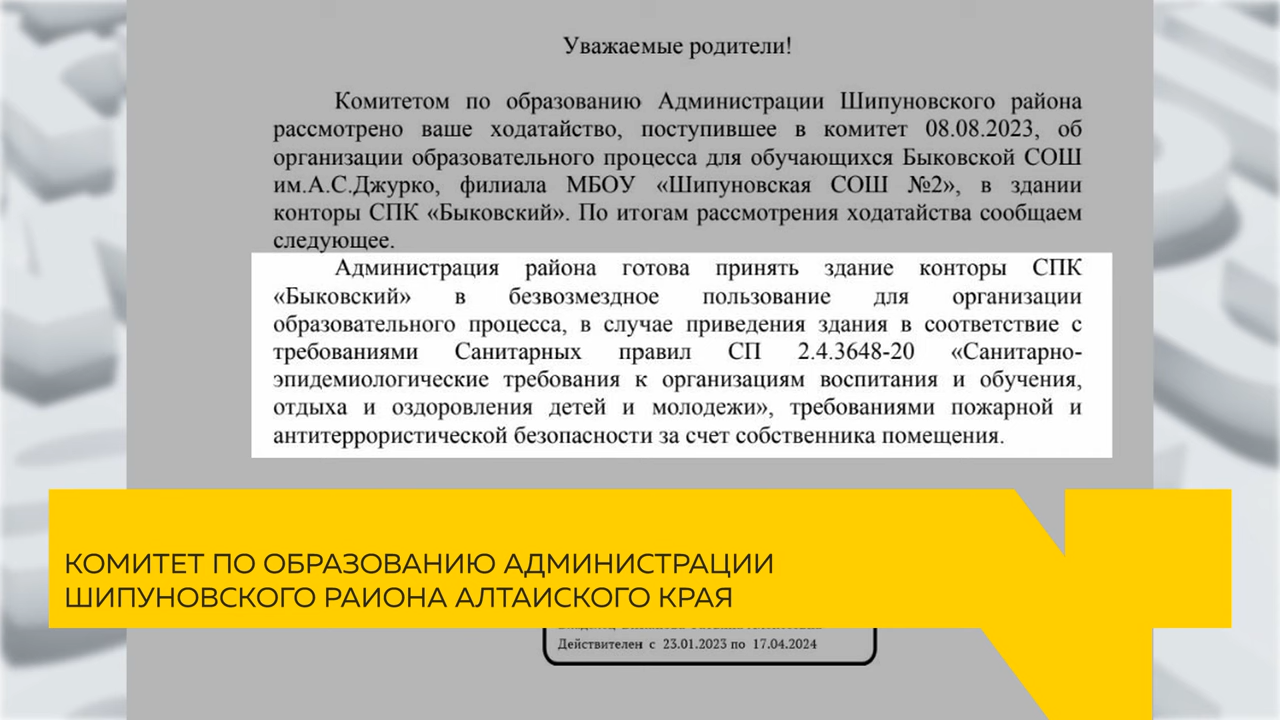 Уважаемые родители!
Комитетом по образованию Администрации Шипуновского района
рассмотрено ваше ходатайство, поступившее в комитет 08.08.2023, об
организации образовательного процесса для обучающихся Быковской СОШ
им.А.С.Джурко, филиала МБОУ «Шипуновская СОШ №2», в здании
конторы СПК «Быковский». По итогам рассмотрения ходатайства сообщаем
следующее.
Администрация района готова принять здание конторы СПК
«Быковский» в безвозмездное пользование для организации
образовательного процесса, в случае приведения здания в соответствие с
требованиями Санитарных правил СП 2.4.3648-20 «Санитарно-
эпидемиологические требования к организациям воспитания и обучения,
отдыха и оздоровления детей и молодежи», требованиями пожарной и
антитеррористической безопасности за счет собственника помещения.
КОМИТЕТ ПО ОБРАЗОВАНИЮ АДМИНИСТРАЦИИ
ШИПУНОВСКОГО РАИОНА АЛТАИСКОГО КРАЯ
Действителен с 23.01.2023 по 17.04.2024